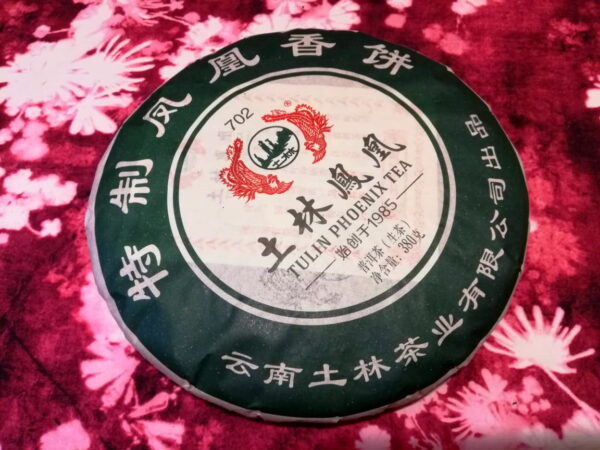 特制凤凰香饼
702
®
土林鳳凰
TULIN PHOENIX TEA
始创于1985
普洱茶（生茶）
净含量：380克
云南土林茶业有限公司出品